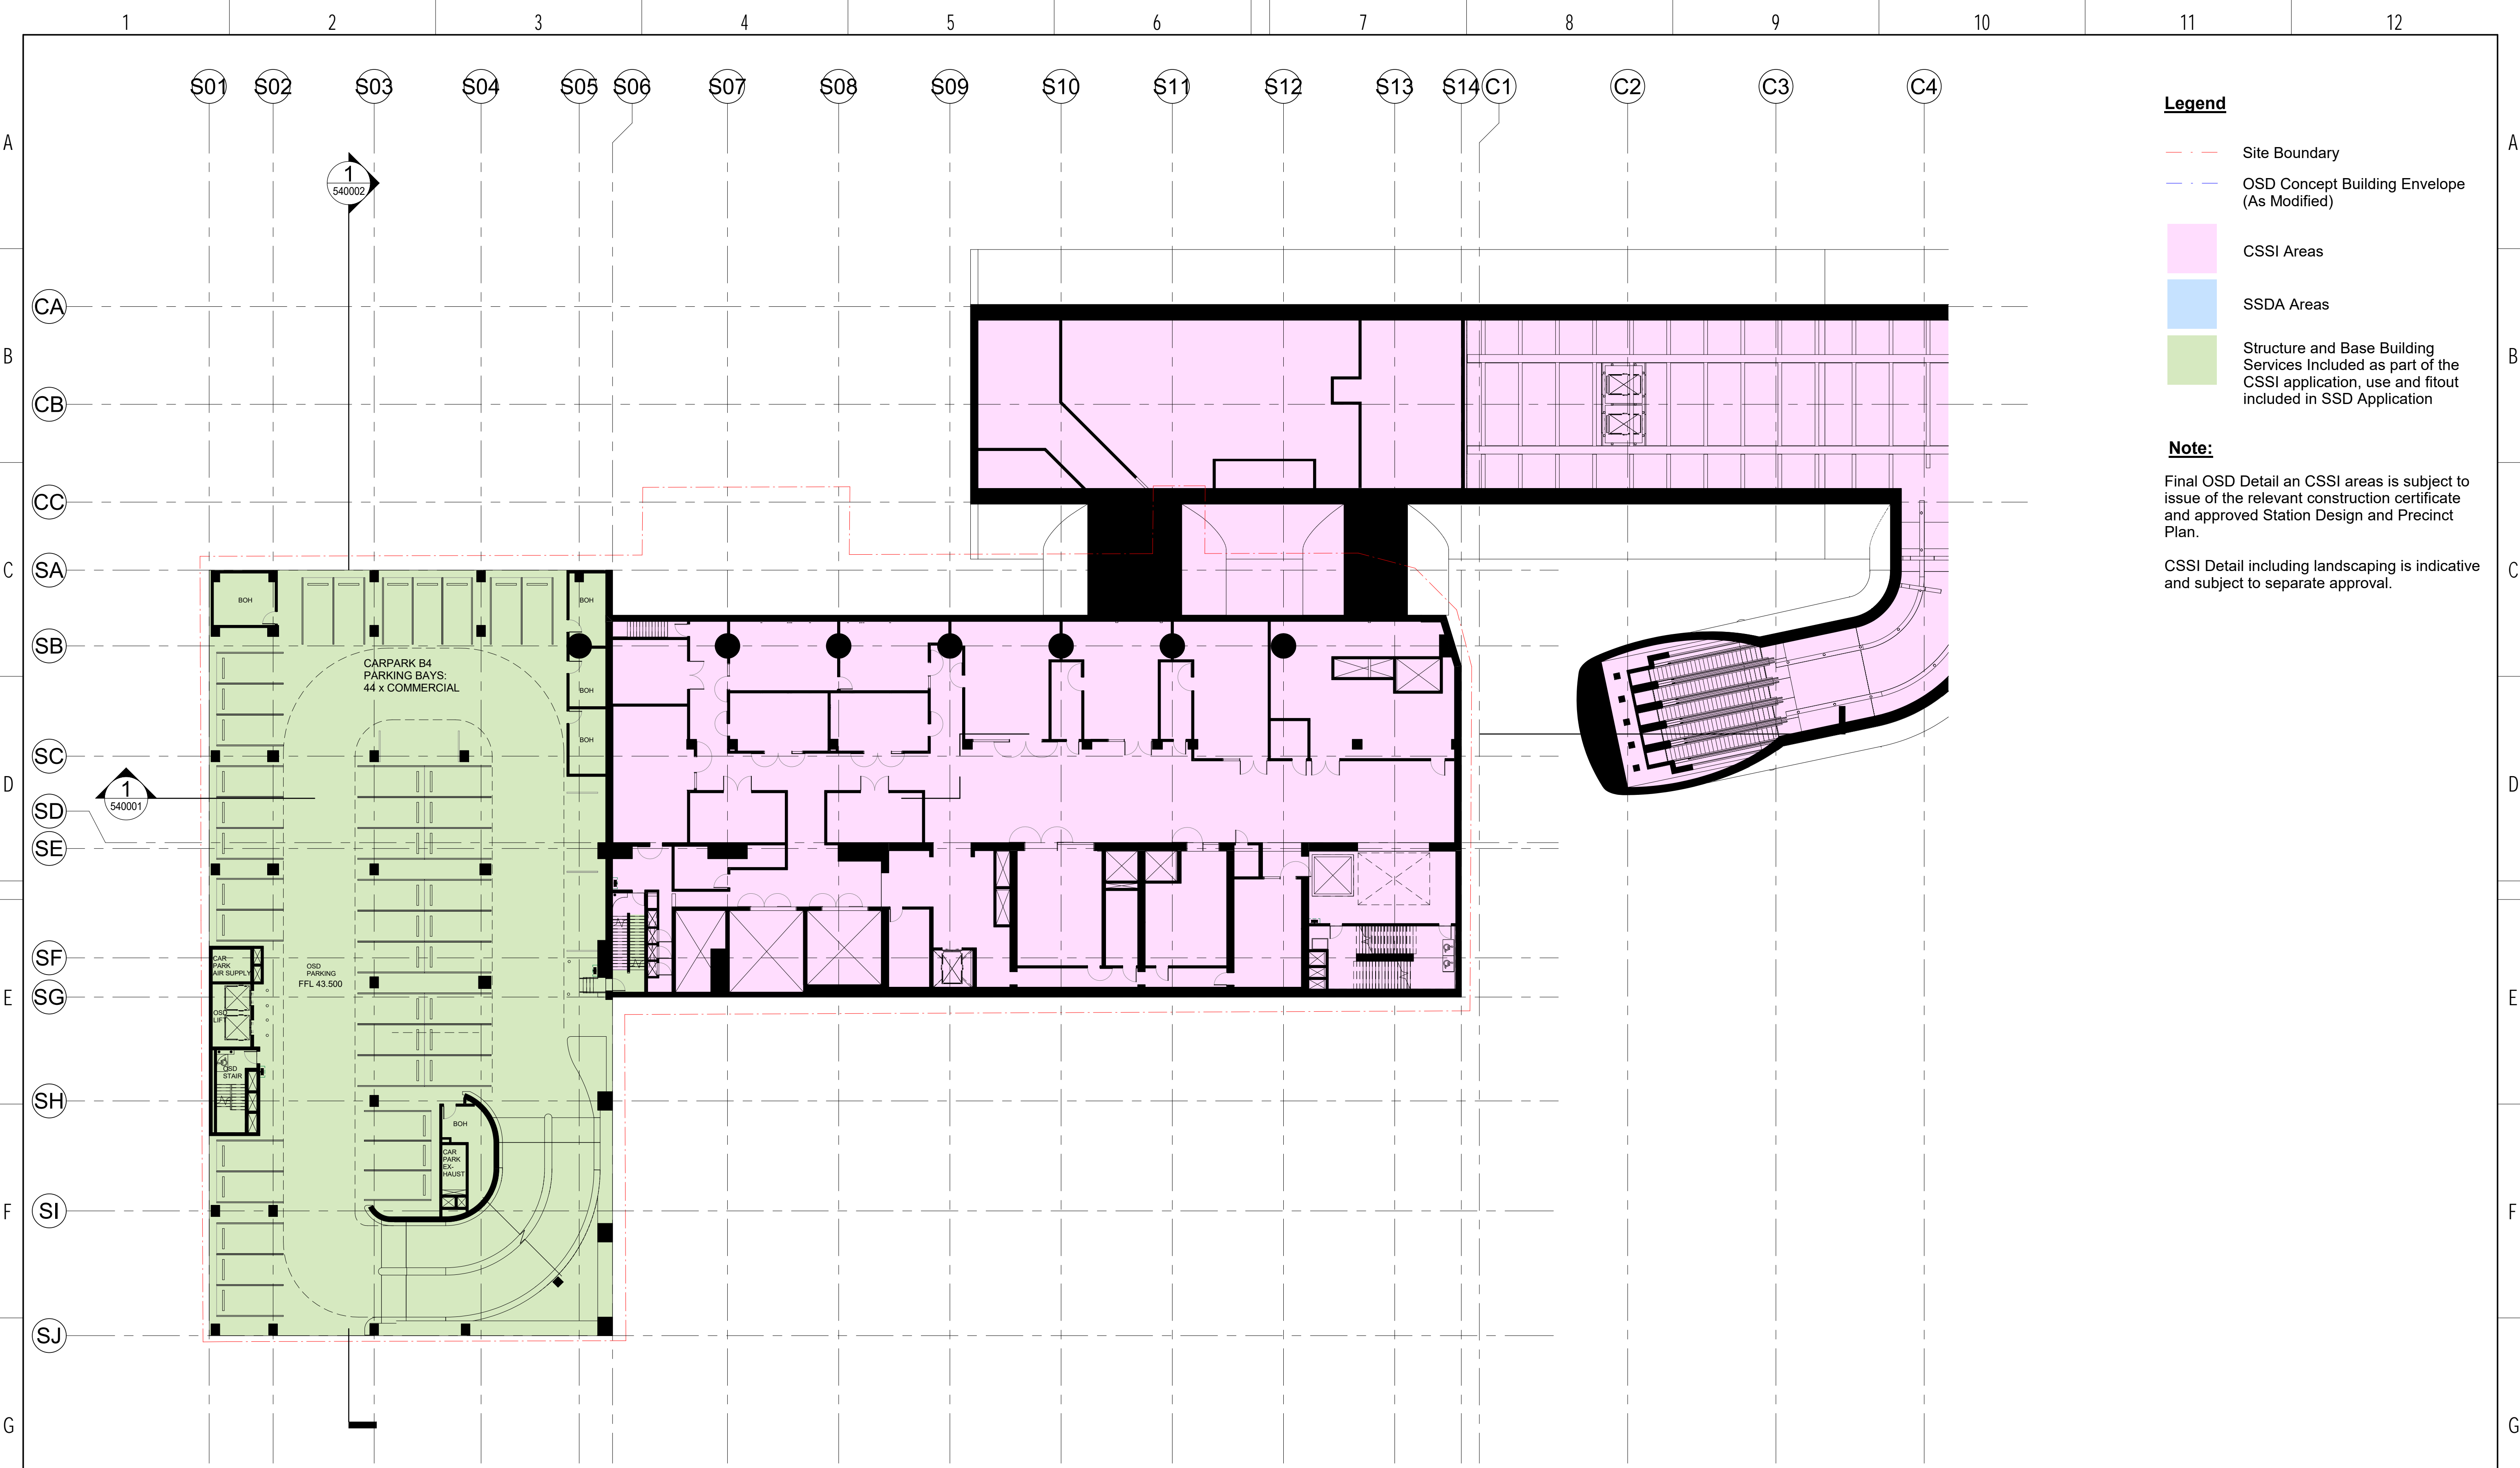 1 2 3 4 5 6 7 8 9 10 11 12
S01 S02 S03 S04 S05 S06 S07 S08 S09 S10 S11 S12 S13 S14 C1 C2 C3 C4
Legend
A A
Site Boundary
1
540002
OSD Concept Building Envelope
(As Modified)
CSSI Areas
CA
SSDA Areas
B B
Structure and Base Building
Services Included as part of the
CSSI application, use and fitout
included in SSD Application
CB
Note:
Final OSD Detail an CSSI areas is subject to
issue of the relevant construction certificate
and approved Station Design and Precinct
Plan.
CC
CSSI Detail including landscaping is indicative
and subject to separate approval.
C C
SA
BOH
BOH
SB
CARPARK B4
PARKING BAYS:
44 x COMMERCIAL
BOH
BOH
SC
D D
1
540001
SD
SE
SF
CAR
PARK
AIR SUPPLY
OSD
PARKING
FFL 43.500
E E
SG
OSD
LIFT
OSD
STAIR
SH
BOH
CAR
PARK
EX-
HAUST
F F
SI
SJ
G G